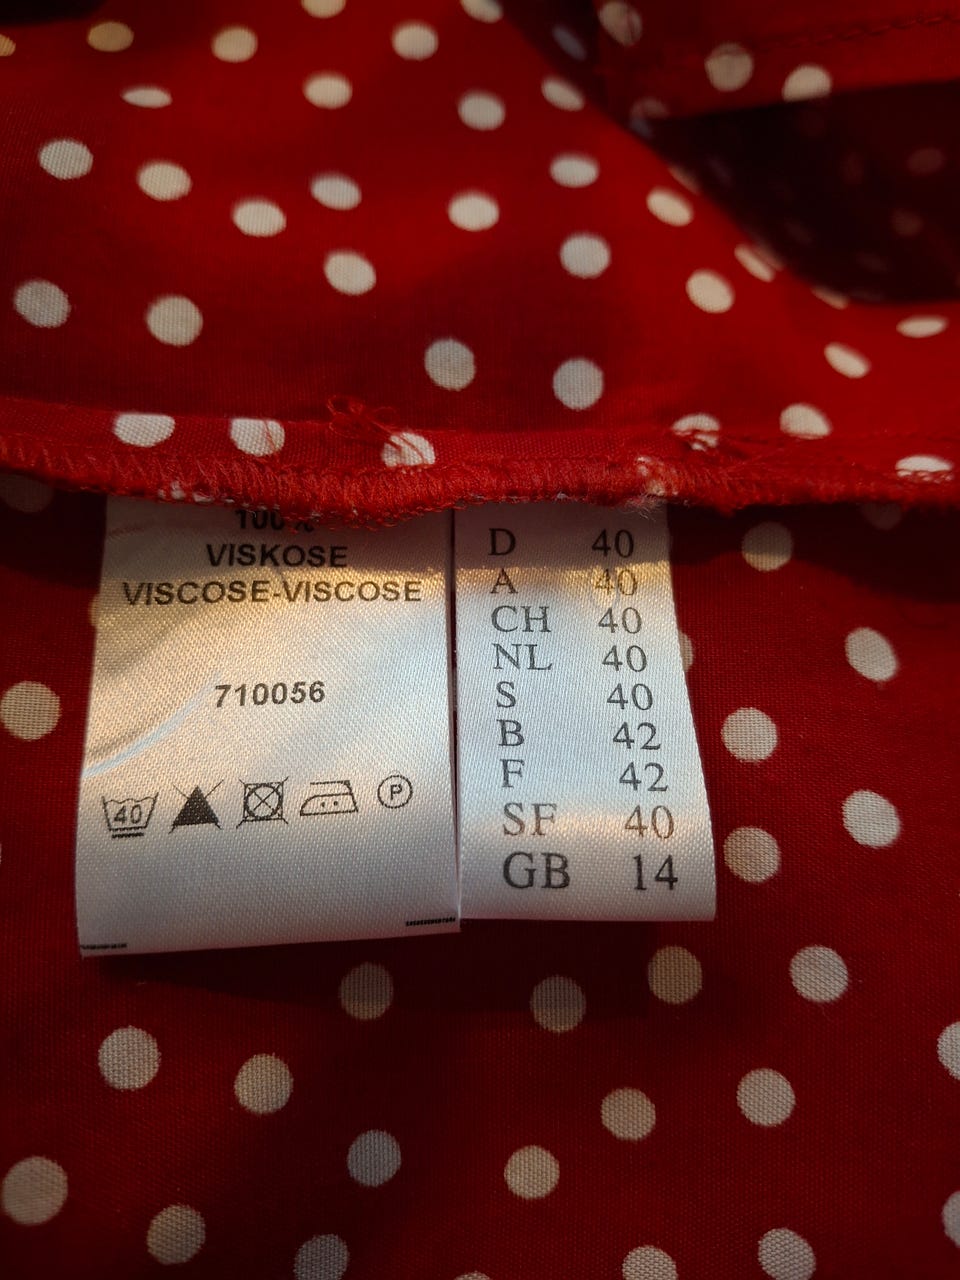 100 %
VISKOSE
VISCOSE-VISCOSE
710056
40
P
D 40
A 40
CH 40
NL 40
S 40
B 42
F 42
SF 40
GB 14